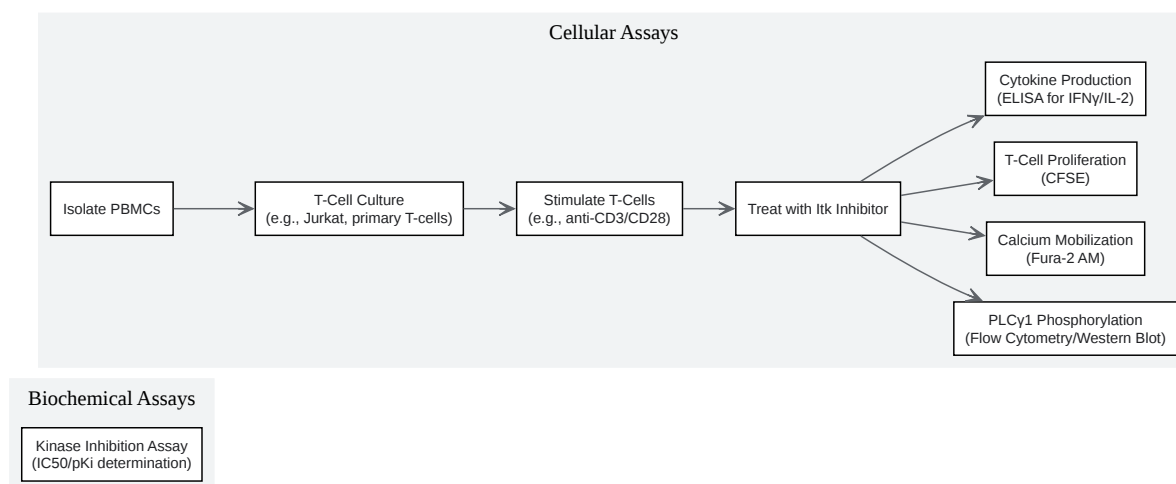 Cellular Assays
Isolate PBMCs
T-Cell Culture
(e.g., Jurkat, primary T-cells)
Stimulate T-Cells
(e.g., anti-CD3/CD28)
Treat with Itk Inhibitor
Cytokine Production
(ELISA for IFNγ/IL-2)
T-Cell Proliferation
(CFSE)
Calcium Mobilization
(Fura-2 AM)
PLCγ1 Phosphorylation
(Flow Cytometry/Western Blot)
Biochemical Assays
Kinase Inhibition Assay
(IC50/pKi determination)